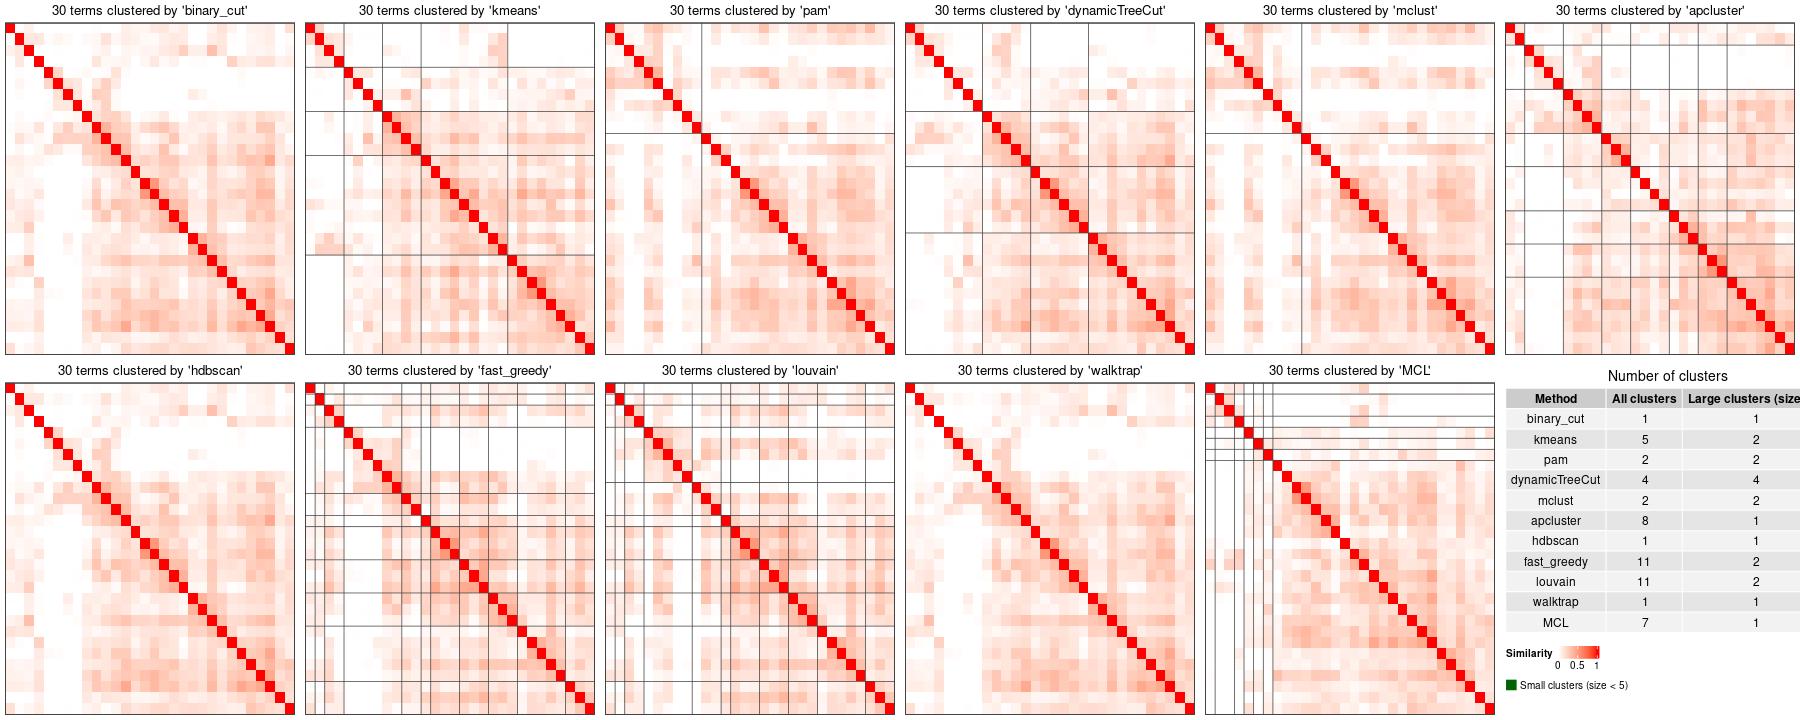 30 terms clustered by 'binary_cut'
30 terms clustered by 'kmeans'
30 terms clustered by 'pam'
30 terms clustered by 'dynamicTreeCut'
30 terms clustered by 'mclust'
30 terms clustered by 'apcluster'
30 terms clustered by 'hdbscan'
30 terms clustered by 'fast_greedy'
30 terms clustered by 'louvain'
30 terms clustered by 'walktrap'
30 terms clustered by 'MCL'
Number of clusters
Method All clusters Large clusters (size
binary_cut 1 1
kmeans 5 2
pam 2 2
dynamicTreeCut 4 4
mclust 2 2
apcluster 8 1
hdbscan 1 1
fast_greedy 11 2
louvain 11 2
walktrap 1 1
MCL 7 1
Similarity
0 0.5 1
Small clusters (size < 5)